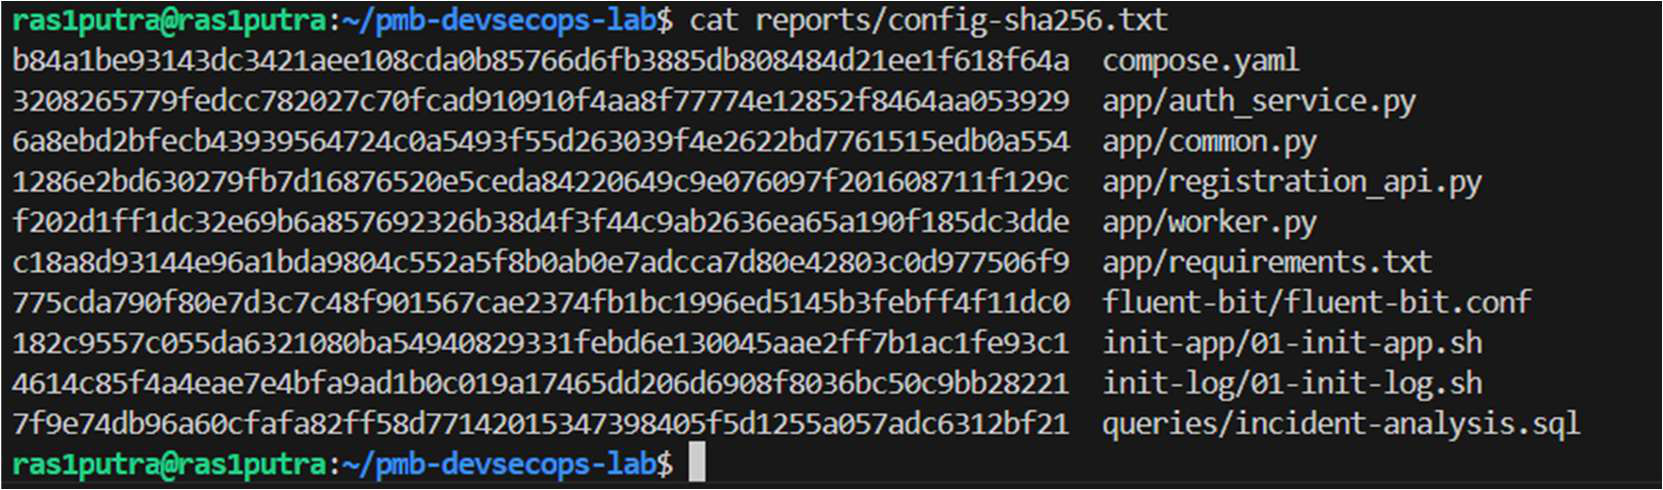 ras1putra@ras1putra:~/pmb-devsecops-lab$ cat reports/config-sha256.txt
b84a1be93143dc3421aee108cda0b85766d6fb3885db808484d21ee1f618f64a  compose.yaml
3208265779fedcc782027c70fcad910910f4aa8f77774e12852f8464aa053929  app/auth_service.py
6a8ebd2bfecb43939564724c0a5493f55d263039f4e2622bd7761515edb0a554  app/common.py
1286e2bd630279fb7d16876520e5ceda84220649c9e076097f201608711f129c  app/registration_api.py
f202d1ff1dc32e69b6a857692326b38d4f3f44c9ab2636ea65a190f185dc3dde  app/worker.py
c18a8d93144e96a1bda9804c552a5f8b0ab0e7adcca7d80e42803c0d977506f9  app/requirements.txt
775cda790f80e7d3c7c48f901567cae2374fb1bc1996ed5145b3febff4f11dc0  fluent-bit/fluent-bit.conf
182c9557c055da6321080ba54940829331febd6e130045aae2ff7b1ac1fe93c1  init-app/01-init-app.sh
4614c85f4a4eae7e4bfa9ad1b0c019a17465dd206d6908f8036bc50c9bb28221  init-log/01-init-log.sh
7f9e74db96a60cfafa82ff58d77142015347398405f5d1255a057adc6312bf21  queries/incident-analysis.sql
ras1putra@ras1putra:~/pmb-devsecops-lab$